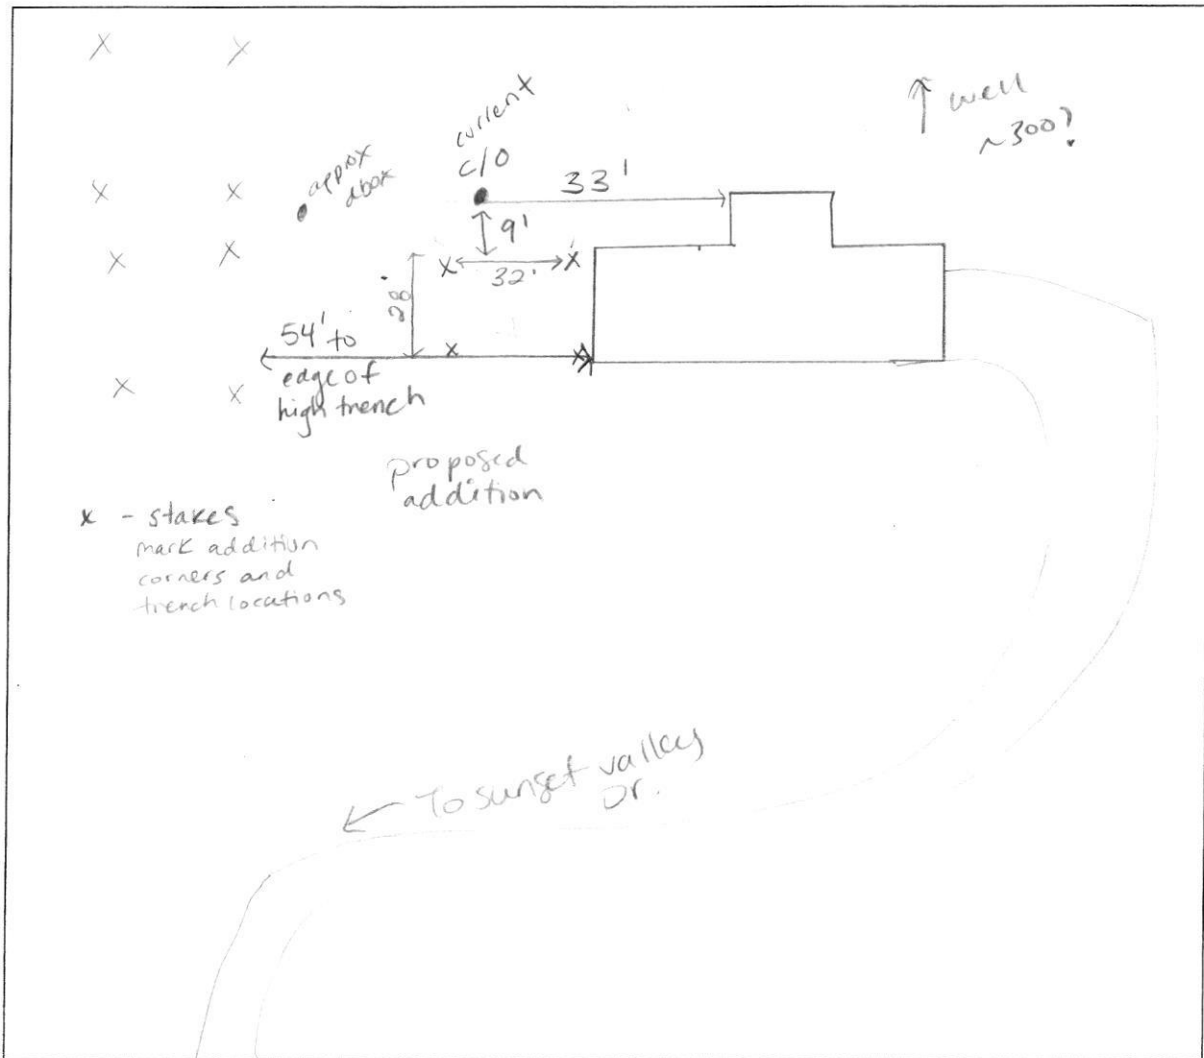 x x
↑ well
~300?
current
c/o
approx
dbox
33'
x x
9'
x x
x 32' x
28'
54' to
edge of
high trench
x x
x x
proposed
addition
x - stakes
mark addition
corners and
trench locations
← To sunset valley
Dr.